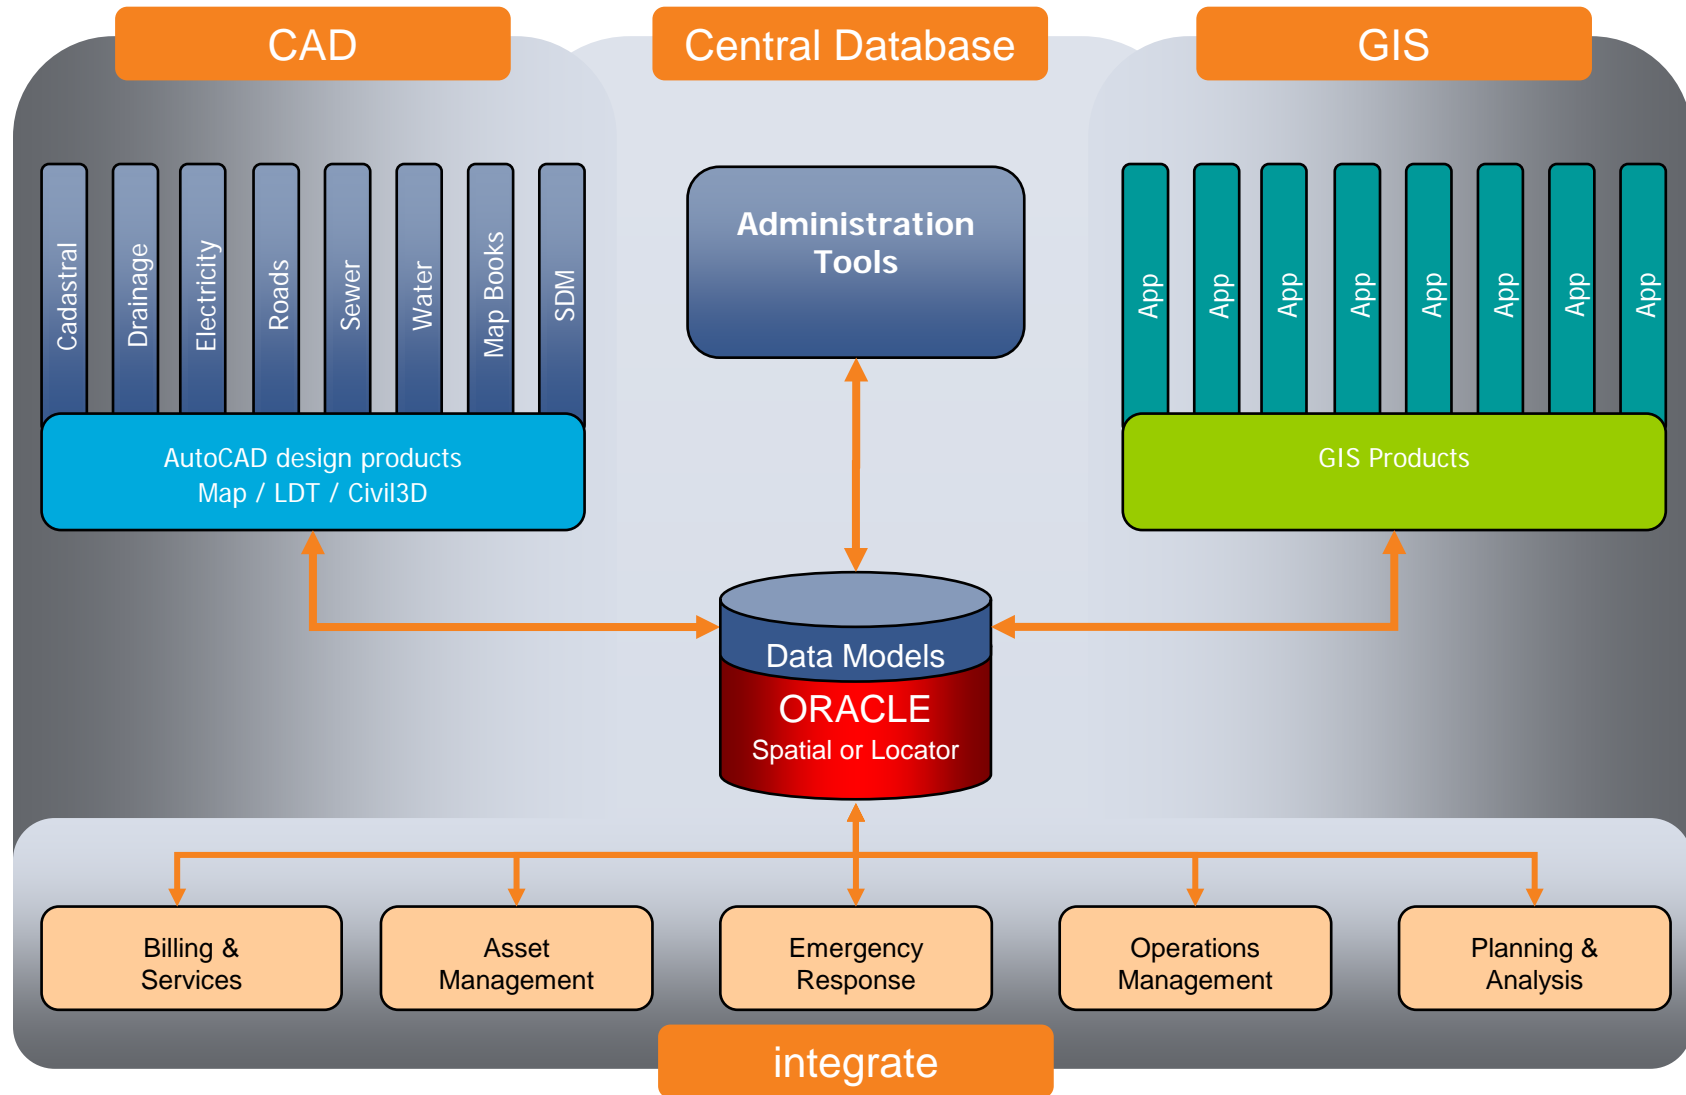 CAD
Central Database
GIS
Cadastral
Drainage
Electricity
Roads
Sewer
Water
Map Books
SDM
Administration
Tools
App
App
App
App
App
App
App
App
AutoCAD design products
Map / LDT / Civil3D
GIS Products
Data Models
ORACLE
Spatial or Locator
Billing &
Services
Asset
Management
Emergency
Response
Operations
Management
Planning &
Analysis
integrate